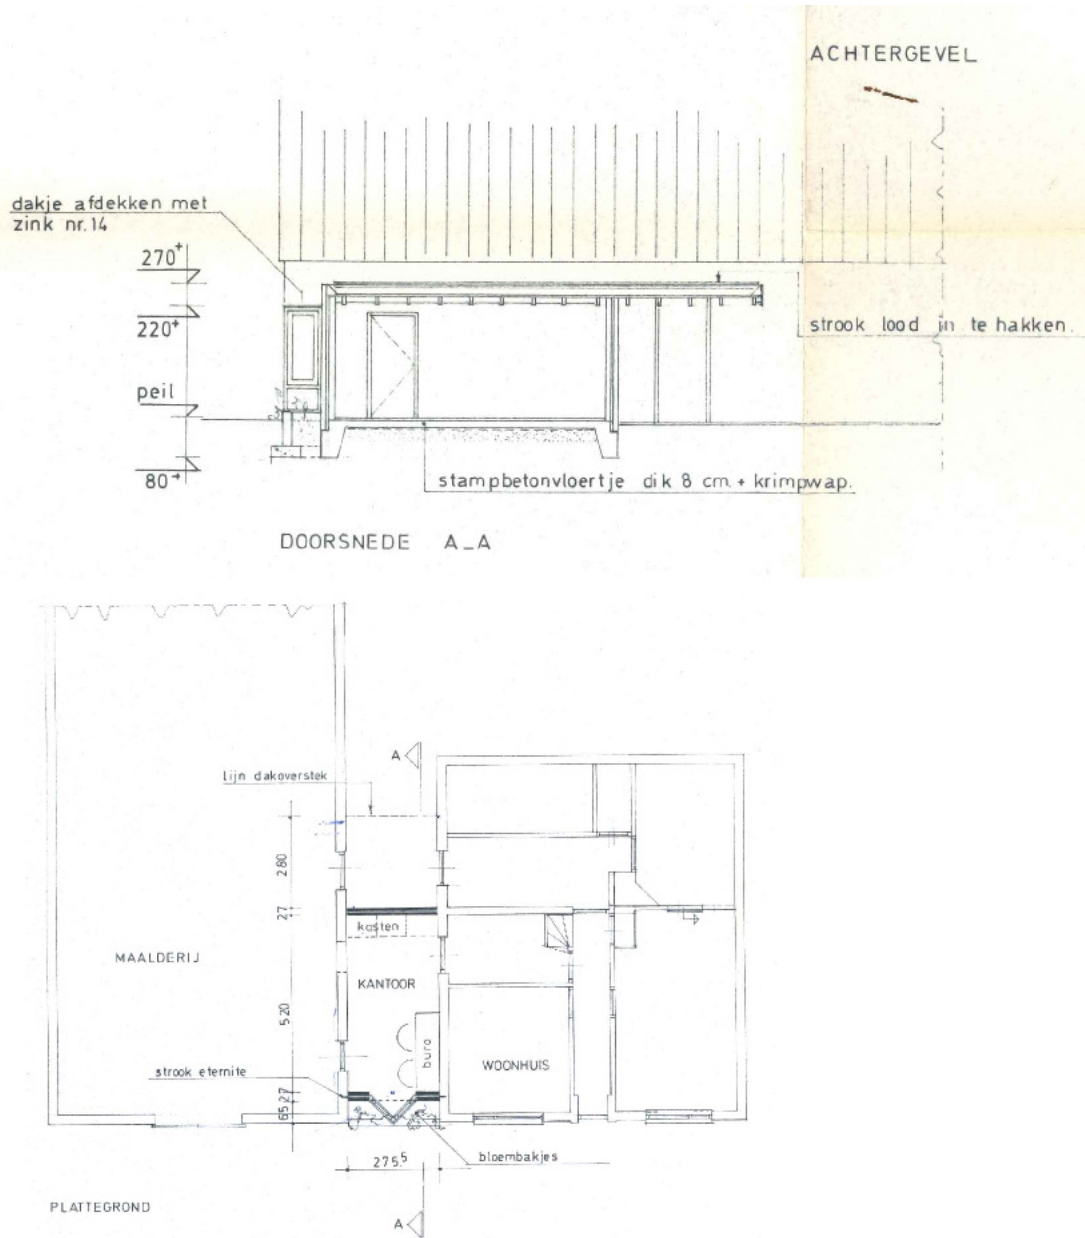 ACHTERGEVEL
dakje afdekken met
zink nr. 14
270+
220+
strook lood in te hakken.
peil
80-+
stampbetonvloertje dik 8 cm. + krimpwap.
DOORSNEDE A_A
A
lijn dakoverstek
280
27
kasten
MAALDERIJ
KANTOOR
520
buro
WOONHUIS
strook eternite
27
65
275.5
bloembakjes
PLATTEGROND
A